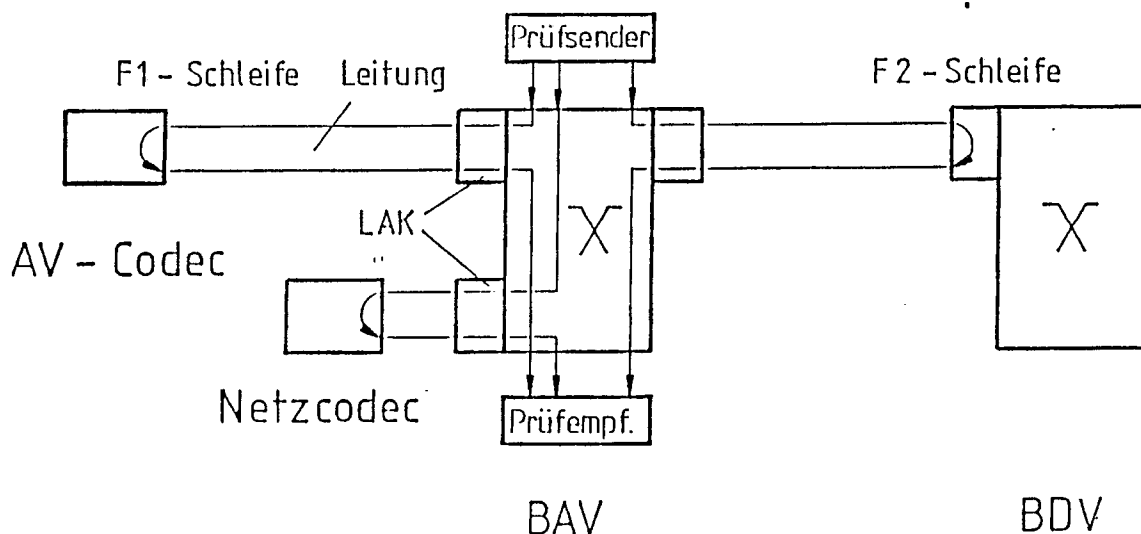 Prüfsender
F1 - Schleife Leitung
F2 - Schleife
LAK
AV - Codec
Netzcodec
Prüfempf.
BAV
BDV